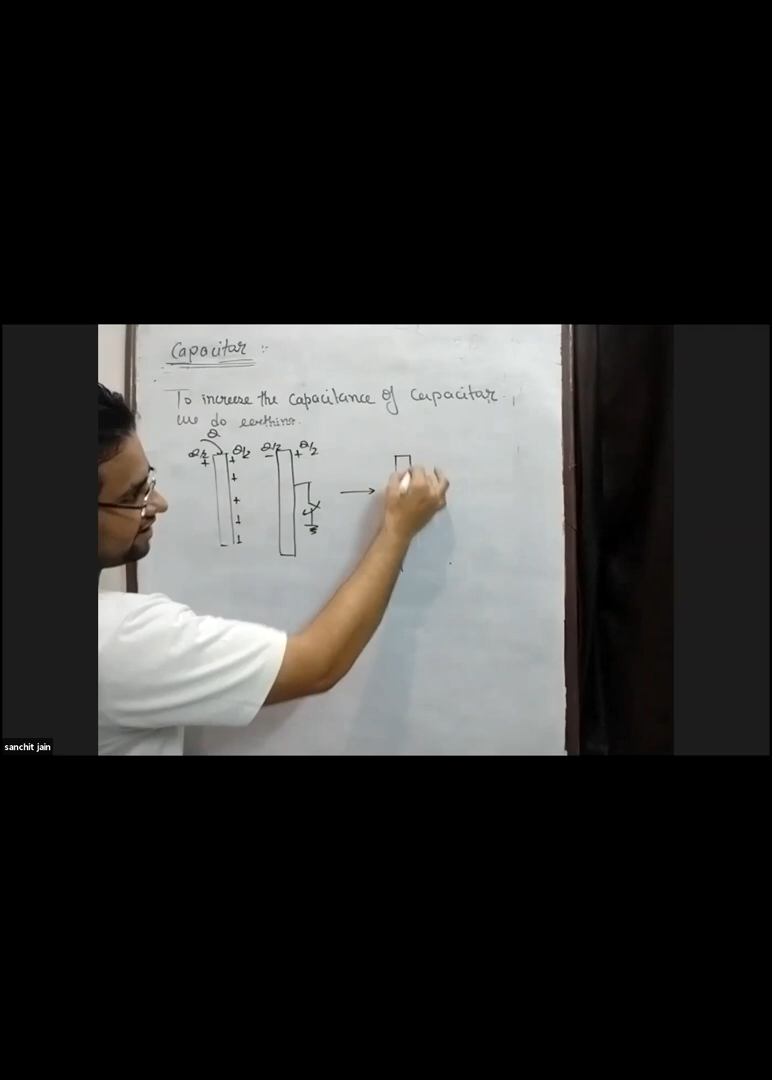 Capacitor :-
To increase the capacitance of capacitor
we do earthing.
Q
Q/2 Q/2 Q/2 Q/2
+ + - +
+
+
+
+
sanchit jain